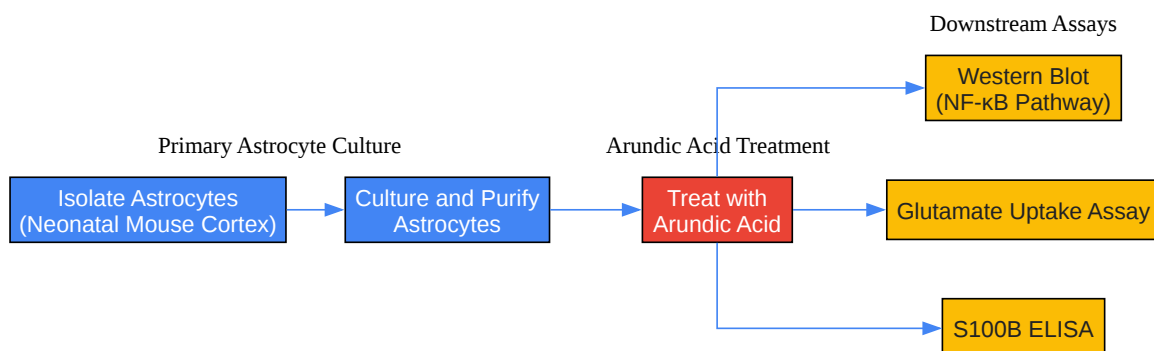 Downstream Assays
Western Blot
(NF-κB Pathway)
Primary Astrocyte Culture
Arundic Acid Treatment
Isolate Astrocytes
(Neonatal Mouse Cortex)
Culture and Purify
Astrocytes
Treat with
Arundic Acid
Glutamate Uptake Assay
S100B ELISA